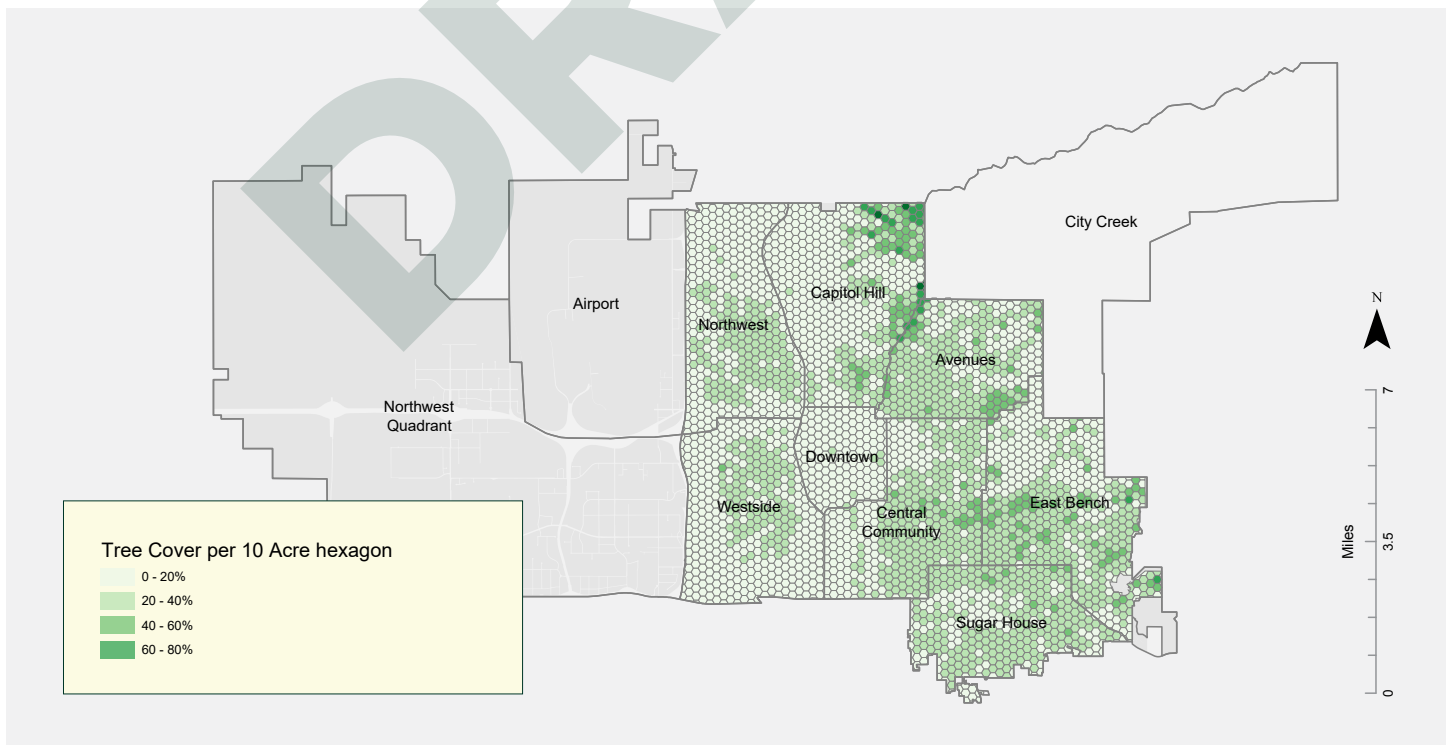 DRA
City Creek
N
Airport
Capitol Hill
Northwest
Avenues
7
Northwest
Quadrant
Downtown
Westside
Central
Community
East Bench
Miles
3.5
Tree Cover per 10 Acre hexagon
0 - 20%
20 - 40%
40 - 60%
60 - 80%
Sugar House
0